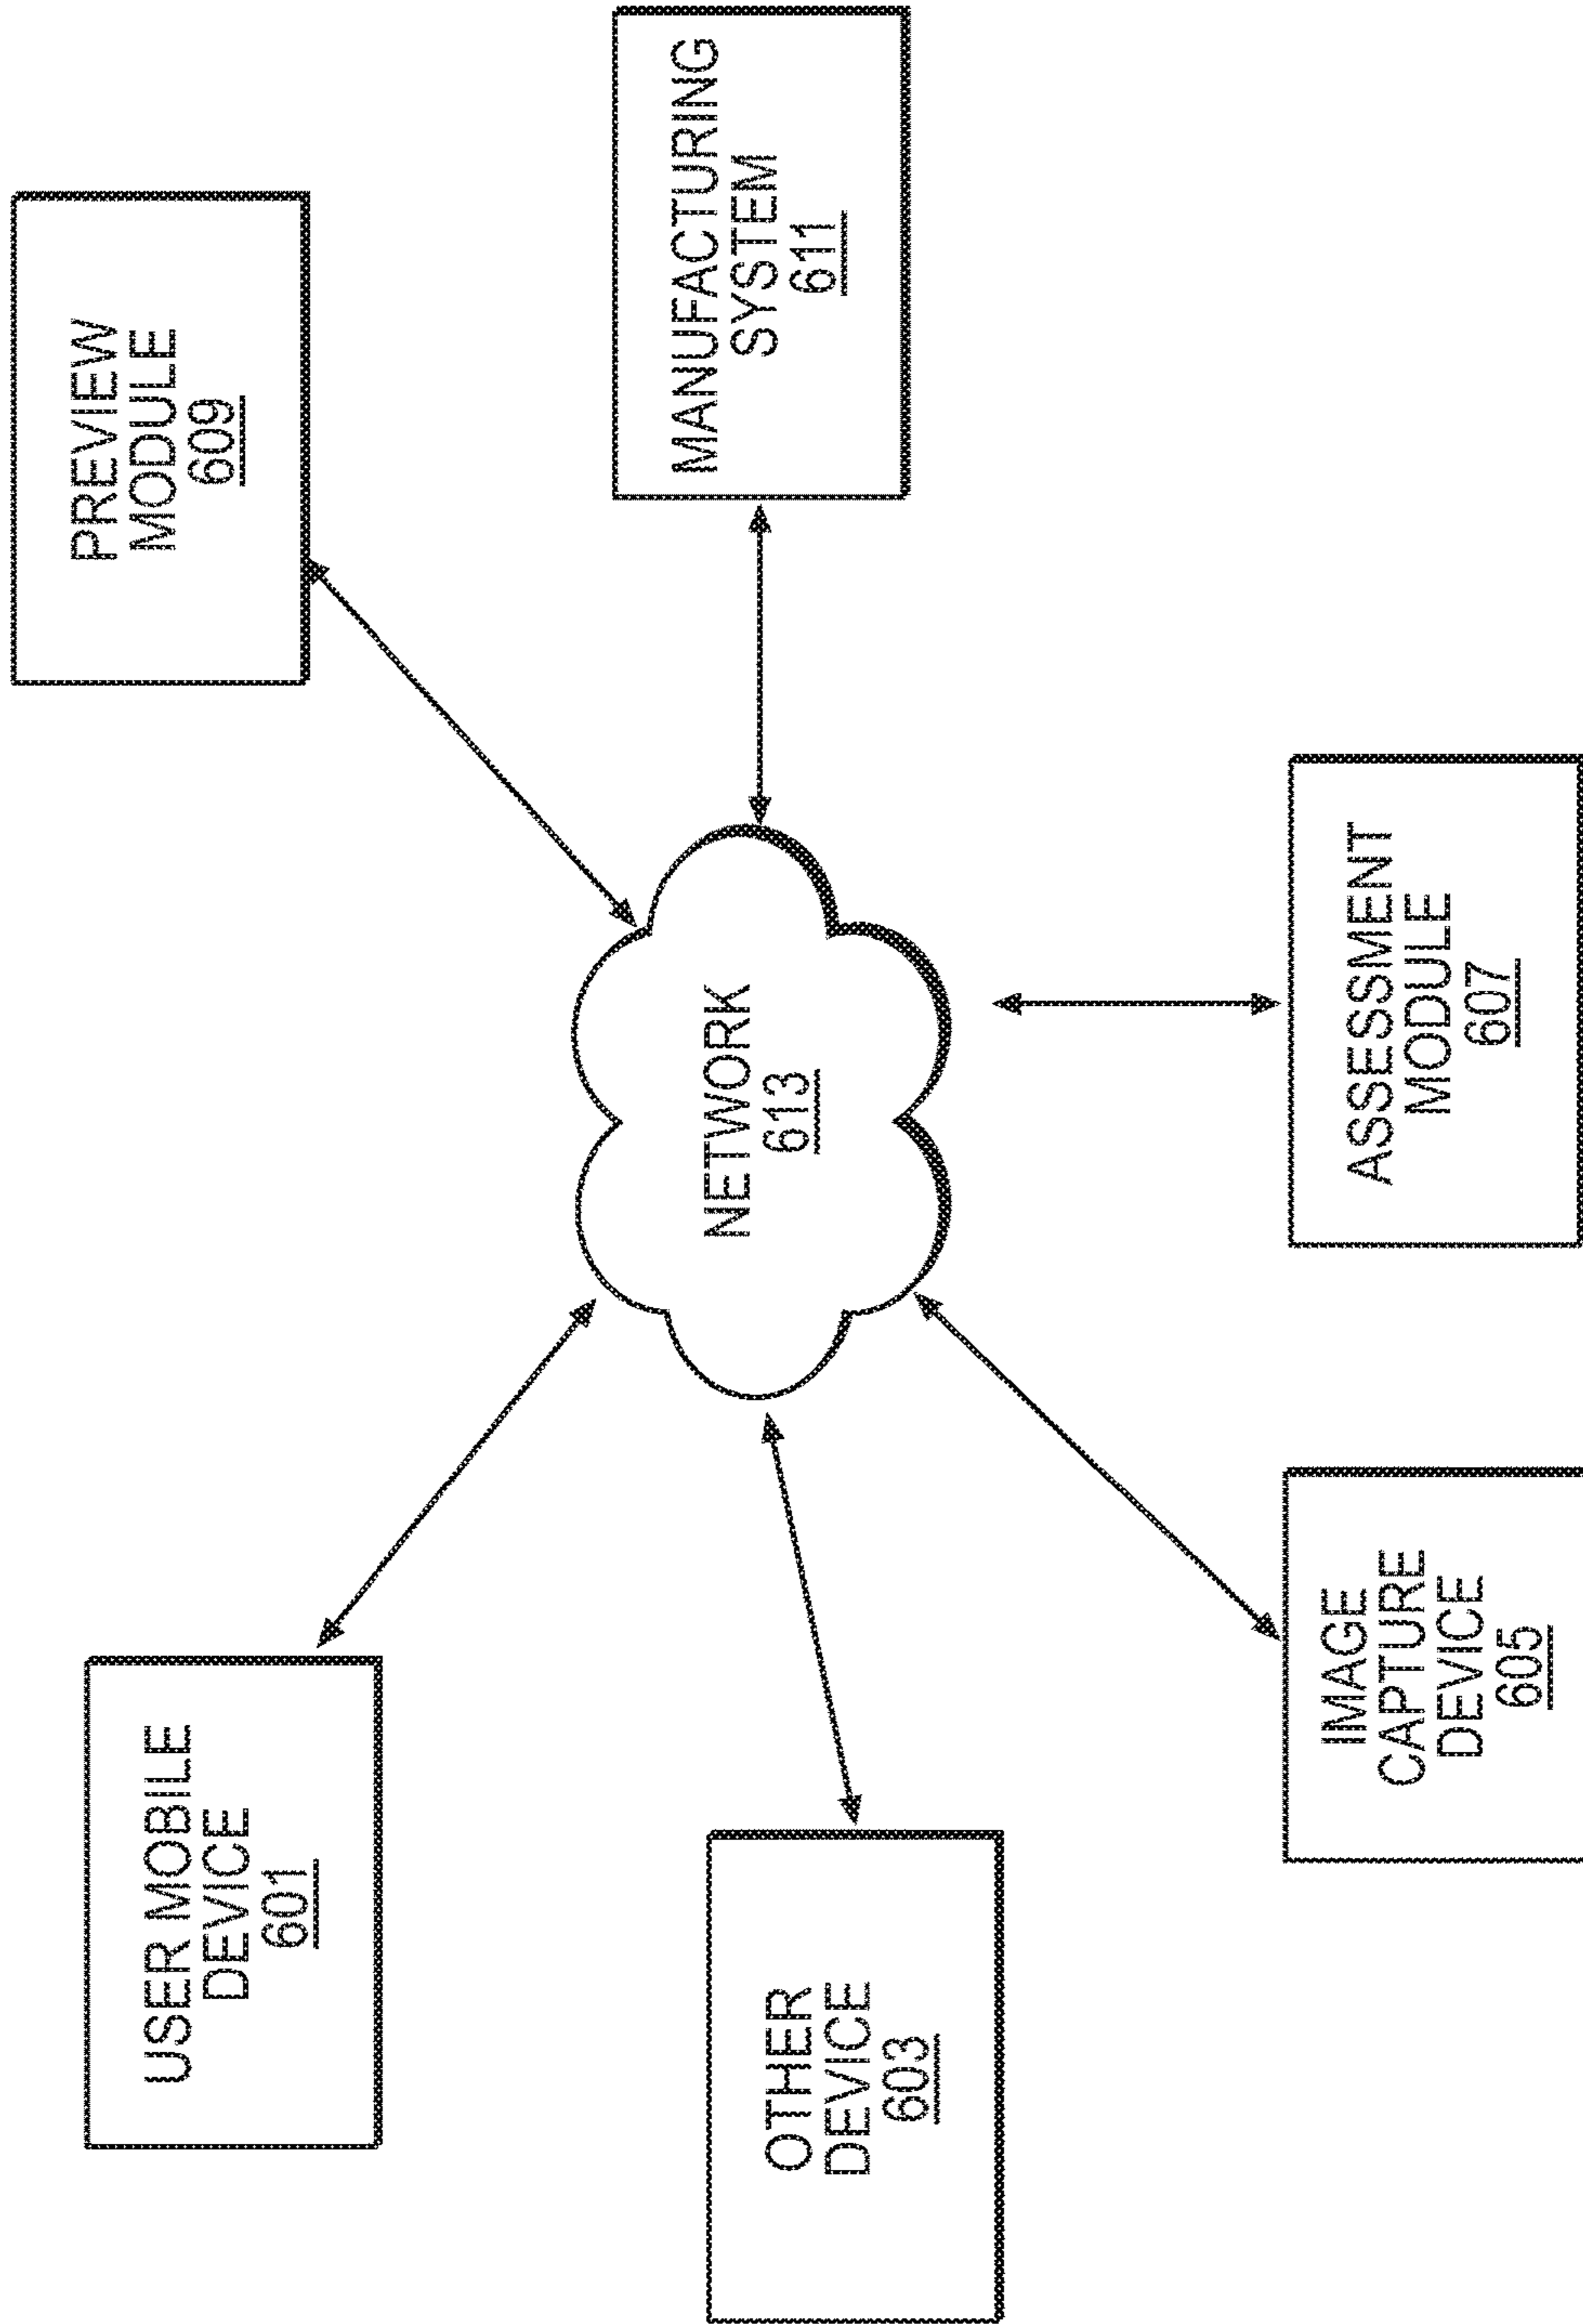 USER MOBILE
DEVICE
601
PREVIEW
MODULE
609
OTHER
DEVICE
603
NETWORK
613
MANUFACTURING
SYSTEM
611
IMAGE
CAPTURE
DEVICE
605
ASSESSMENT
MODULE
607